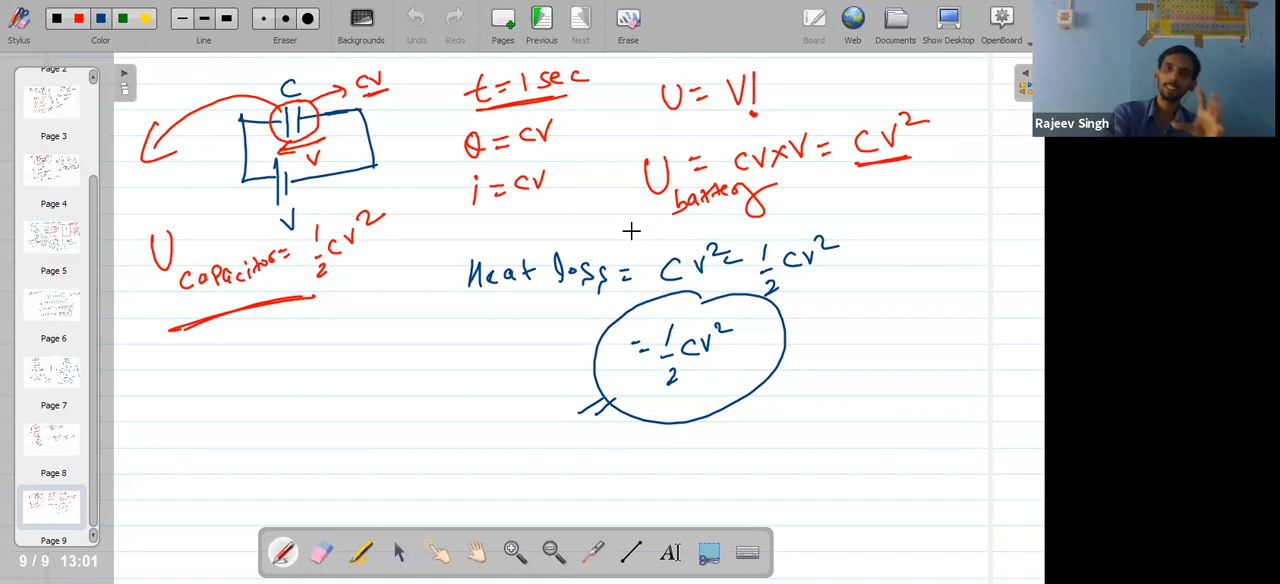 Stylus
Color
Line
Eraser
Backgrounds
Undo
Redo
Pages
Previous
Next
Erase
Board
Web
Documents
Show Desktop
OpenBoard
Rajeev Singh
Page 2
Page 3
Page 4
Page 5
Page 6
Page 7
Page 8
Page 9
C
CV
V
V
U capacitor = 1/2 CV²
t = 1 sec
Q = CV
i = CV
U = Vi
U battery = CV×V = CV²
Heat loss = CV² - 1/2 CV²
= 1/2 CV²
9 / 9 13:01